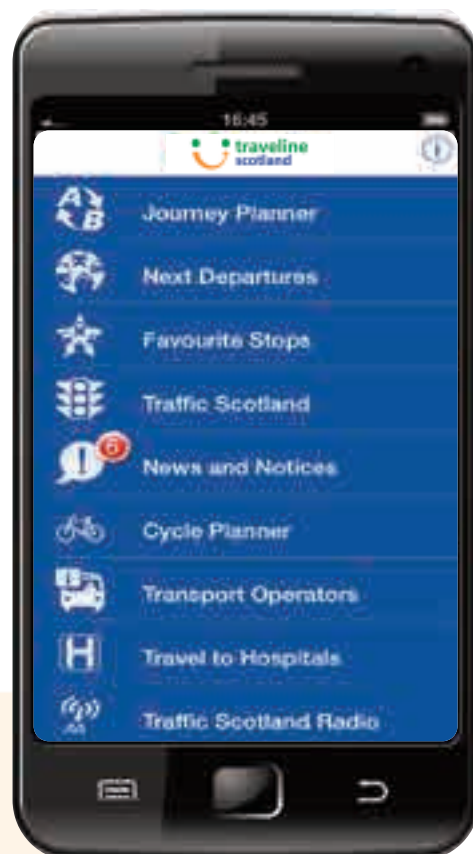 16:45
traveline
scotland
A
B
Journey Planner
Next Departures
Favourite Stops
Traffic Scotland
6
News and Notices
Cycle Planner
Transport Operators
H
Travel to Hospitals
Traffic Scotland Radio